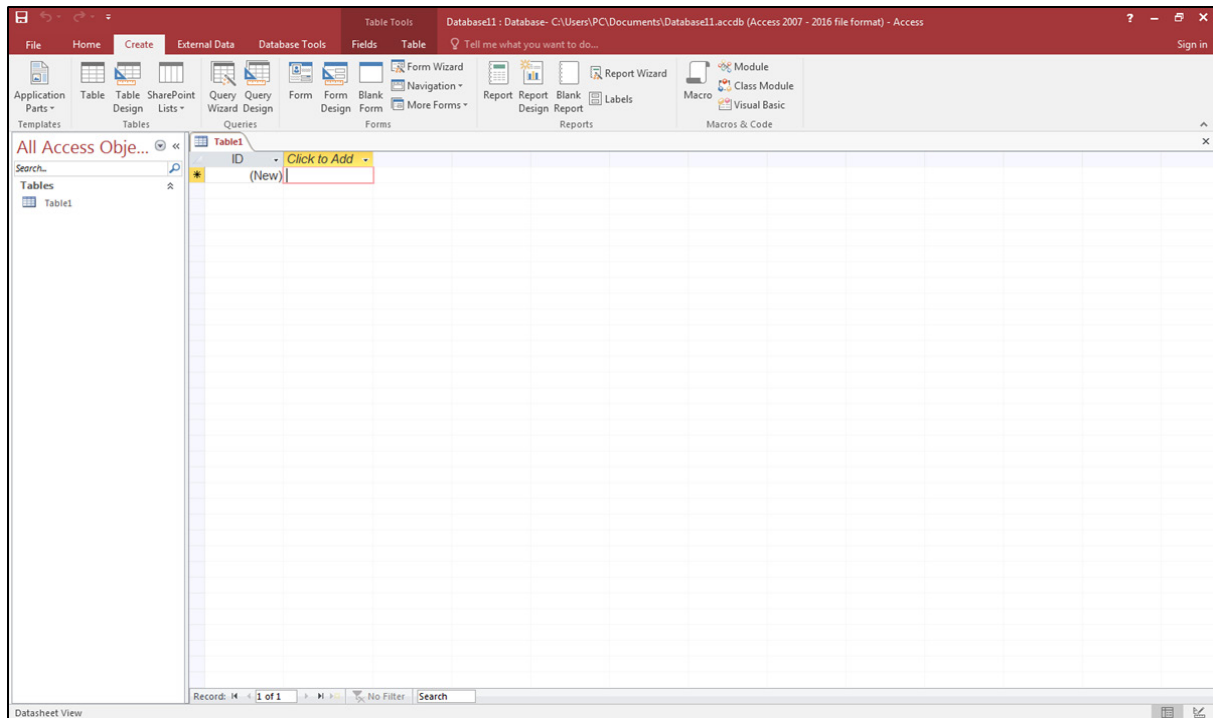 Table Tools
Database11 : Database- C:\Users\PC\Documents\Database11.accdb (Access 2007 - 2016 file format) - Access
?
File Home Create External Data Database Tools Fields Table Tell me what you want to do... Sign in
Application Parts
Table
Table Design
SharePoint Lists
Query Wizard
Query Design
Form
Form Design
Blank Form
Form Wizard
Navigation
More Forms
Report
Report Design
Blank Report
Report Wizard
Labels
Macro
Module
Class Module
Visual Basic
Templates Tables Queries Forms Reports Macros & Code
All Access Obje...
Search...
Tables
Table1
Table1
ID Click to Add
(New)
Record: 1 of 1 No Filter Search
Datasheet View